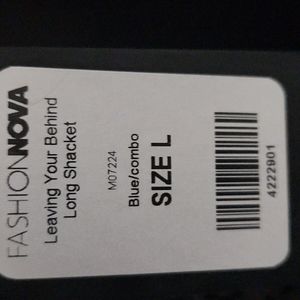 FASHIONNOVA
Leaving Your Behind
Long Shacket
M07224
Blue/combo
SIZE L
4222901